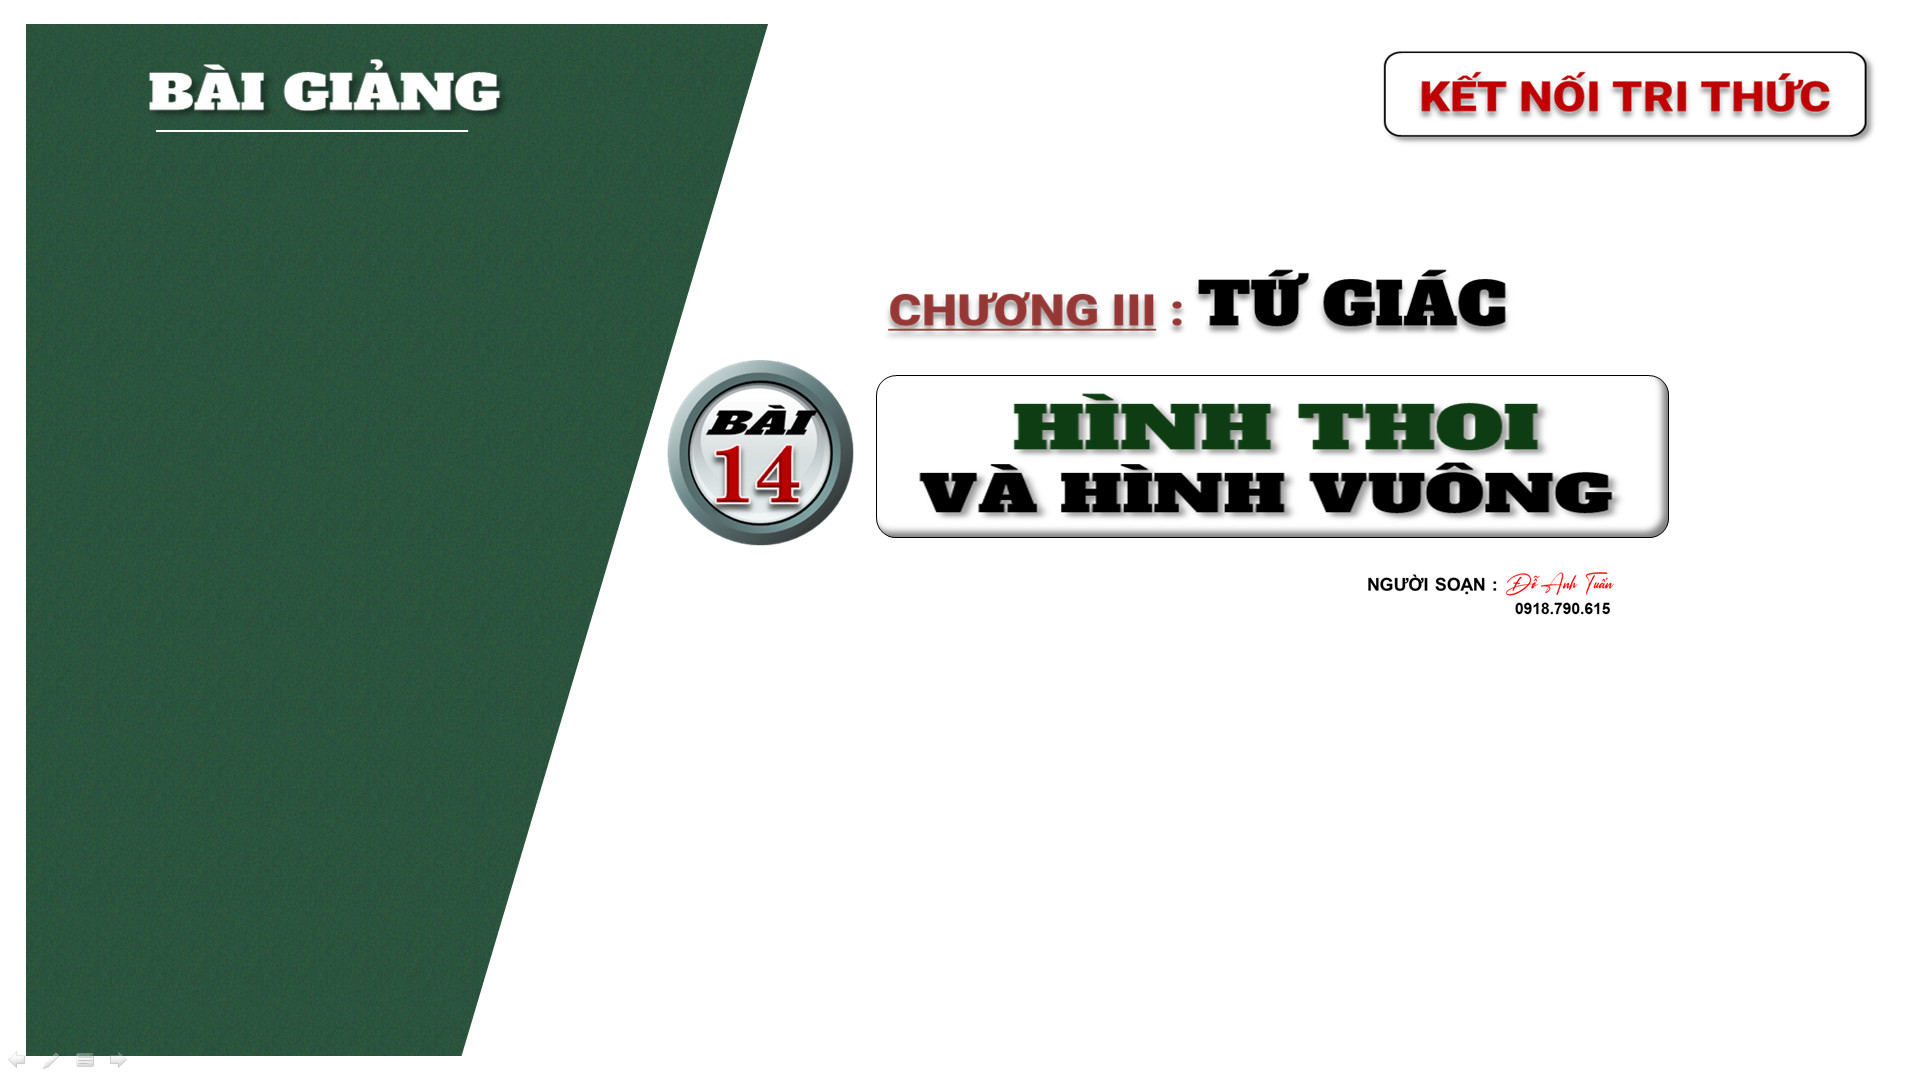 BÀI GIẢNG
KẾT NỐI TRI THỨC
CHƯƠNG III : TỨ GIÁC
BÀI
14
HÌNH THOI
VÀ HÌNH VUÔNG
NGƯỜI SOẠN : Đỗ Anh Tuấn
0918.790.615